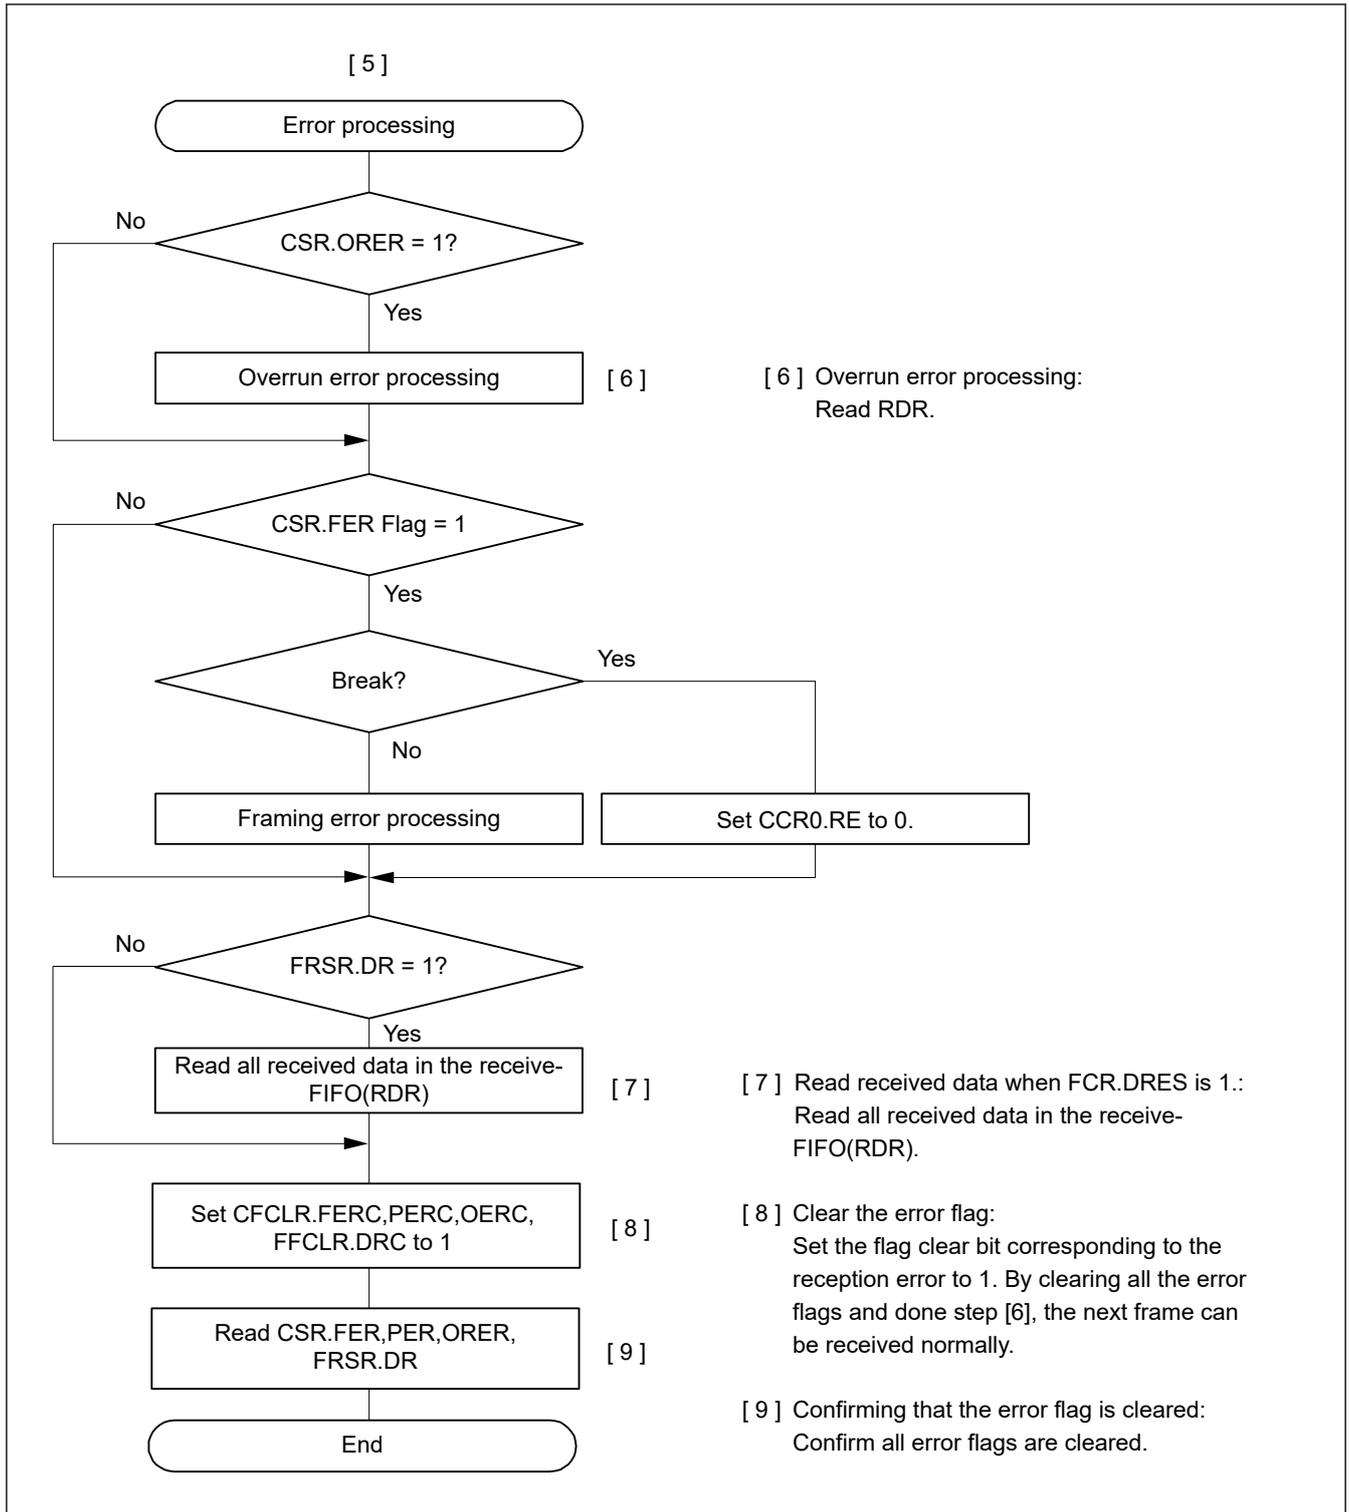 [ 5 ]
Error processing
No
CSR.ORER = 1?
Yes
Overrun error processing
[ 6 ]
[ 6 ] Overrun error processing:
Read RDR.
No
CSR.FER Flag = 1
Yes
Break?
Yes
No
Framing error processing
Set CCR0.RE to 0.
No
FRSR.DR = 1?
Yes
Read all received data in the receive-
FIFO(RDR)
[ 7 ]
[ 7 ] Read received data when FCR.DRES is 1.:
Read all received data in the receive-
FIFO(RDR).
Set CFCLR.FERC,PERC,OERC,
FFCLR.DRC to 1
[ 8 ]
[ 8 ] Clear the error flag:
Set the flag clear bit corresponding to the
reception error to 1. By clearing all the error
flags and done step [6], the next frame can
be received normally.
Read CSR.FER,PER,ORER,
FRSR.DR
[ 9 ]
[ 9 ] Confirming that the error flag is cleared:
Confirm all error flags are cleared.
End